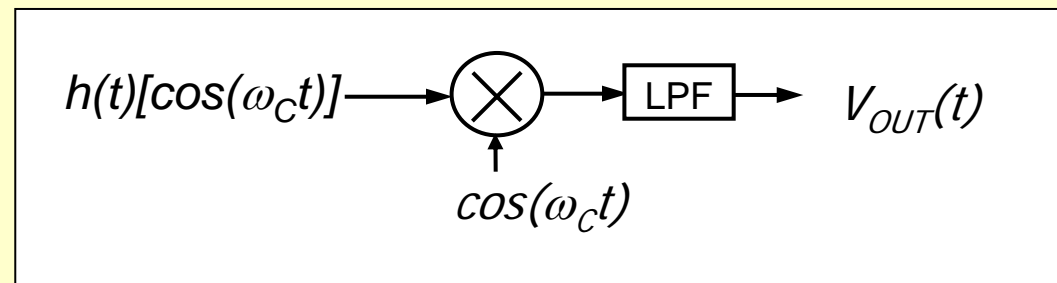 h(t)[cos(ω_C t)]
LPF
V_OUT(t)
cos(ω_C t)